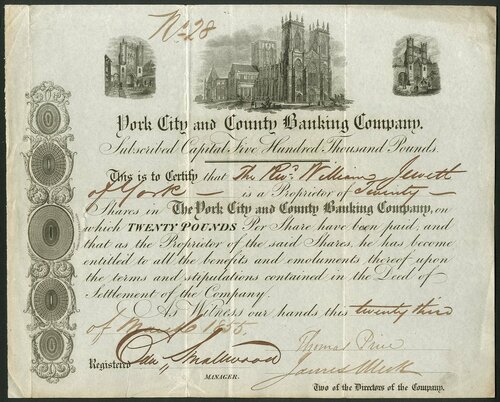 No. 28
York City and County Banking Company.
Subscribed Capital Five Hundred Thousand Pounds.
This is to Certify that The Revd. William Jewitt
of York is a Proprietor of
Shares in The York City and County Banking Company, on
which TWENTY POUNDS Per Share have been paid, and
that as the Proprietor of the said Shares, he has become
entitled to all the benefits and emoluments thereof upon
the terms and stipulations contained in the Deed of
Settlement of the Company.
As Witness our hands this twenty third
of 1855.
Thomas
Registered Smallwood James Meek
MANAGER.
Two of the Directors of the Company.